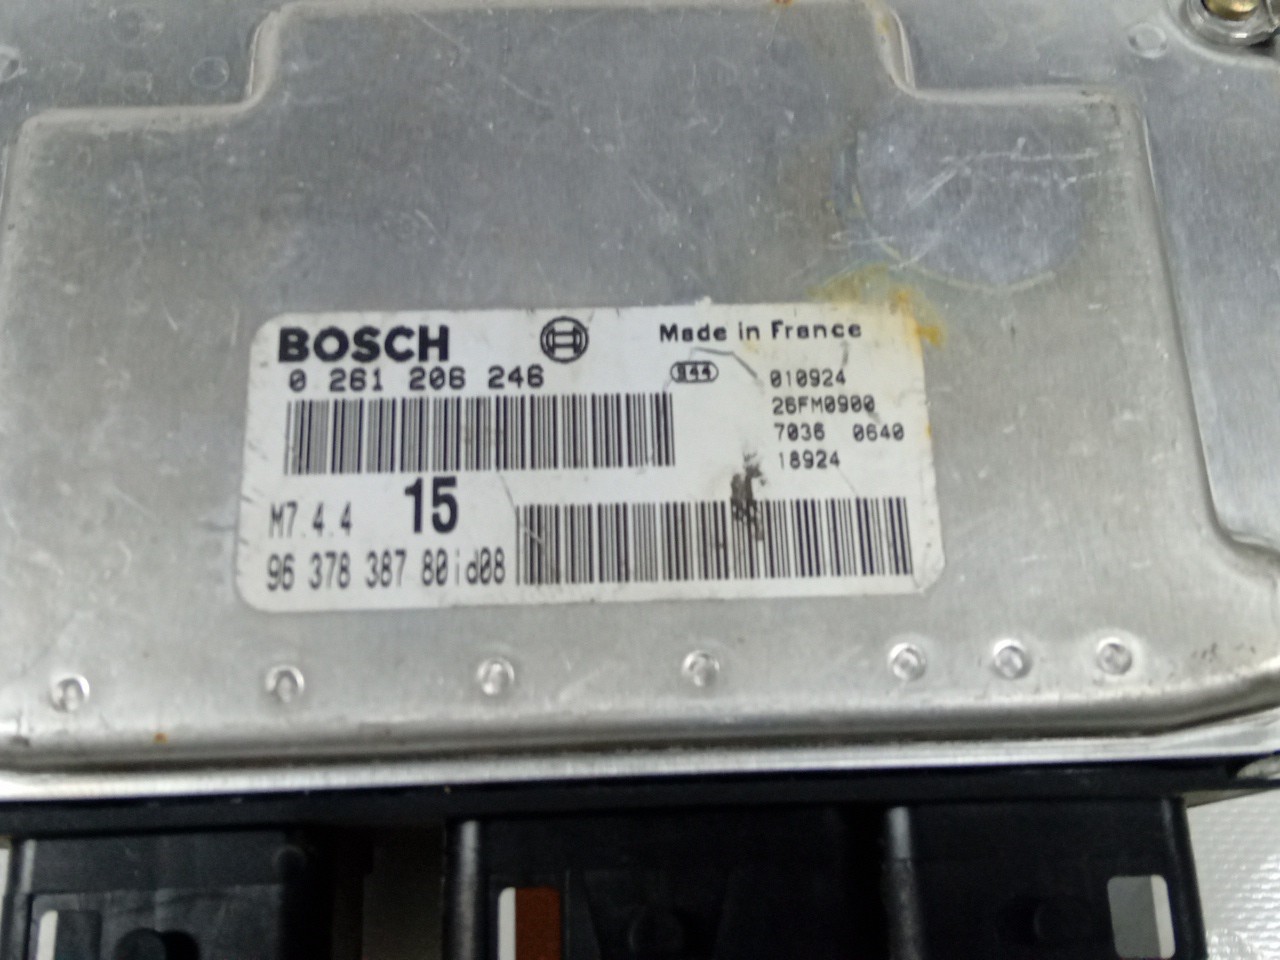 BOSCH
Made in France
0 261 206 246
944
010924
26FM0900
7036 0640
18924
M7.4.4
15
96 378 387 80id08